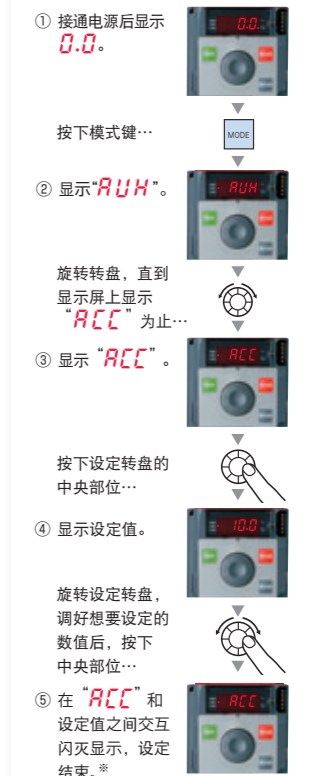 ① 接通电源后显示
0.0。
0.0
按下模式键…
MODE
② 显示“AUH”。
AUH
旋转转盘，直到
显示屏上显示
“ACC”为止…
③ 显示“ACC”。
ACC
按下设定转盘的
中央部位…
④ 显示设定值。
10.0
旋转设定转盘，
调好想要设定的
数值后，按下
中央部位…
⑤ 在“ACC”和
设定值之间交互
闪灭显示，设定
结束。※
ACC